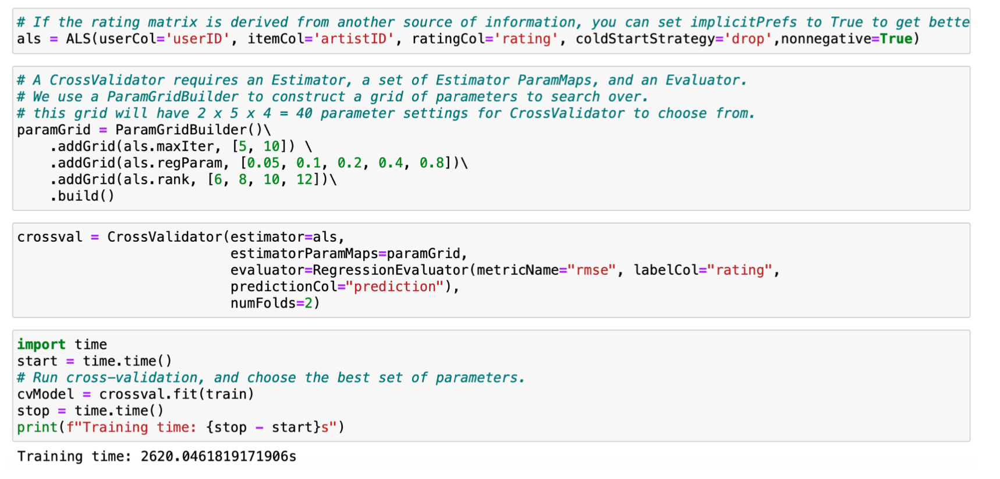 # If the rating matrix is derived from another source of information, you can set implicitPrefs to True to get bette
als = ALS(userCol='userID', itemCol='artistID', ratingCol='rating', coldStartStrategy='drop',nonnegative=True)
# A CrossValidator requires an Estimator, a set of Estimator ParamMaps, and an Evaluator.
# We use a ParamGridBuilder to construct a grid of parameters to search over.
# this grid will have 2 x 5 x 4 = 40 parameter settings for CrossValidator to choose from.
paramGrid = ParamGridBuilder()\
    .addGrid(als.maxIter, [5, 10]) \
    .addGrid(als.regParam, [0.05, 0.1, 0.2, 0.4, 0.8])\
    .addGrid(als.rank, [6, 8, 10, 12])\
    .build()
crossval = CrossValidator(estimator=als,
                          estimatorParamMaps=paramGrid,
                          evaluator=RegressionEvaluator(metricName="rmse", labelCol="rating",
                          predictionCol="prediction"),
                          numFolds=2)
import time
start = time.time()
# Run cross-validation, and choose the best set of parameters.
cvModel = crossval.fit(train)
stop = time.time()
print(f"Training time: {stop - start}s")
Training time: 2620.0461819171906s